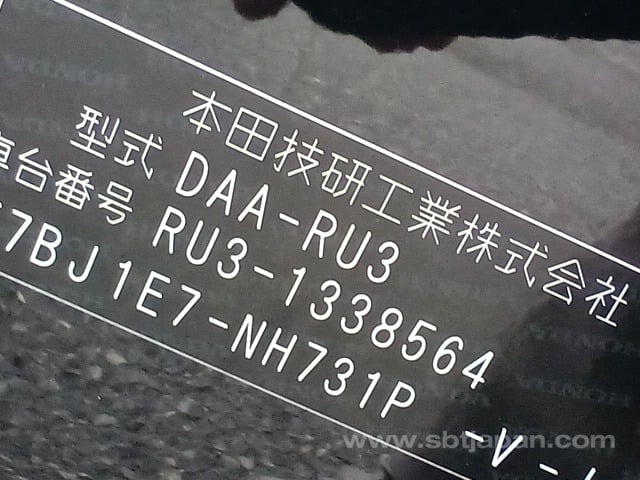 本田技研工業株式会社
型式 DAA-RU3
車台番号 RU3-1338564
7BJ1E7-NH731P -V-
www.sbtjapan.com